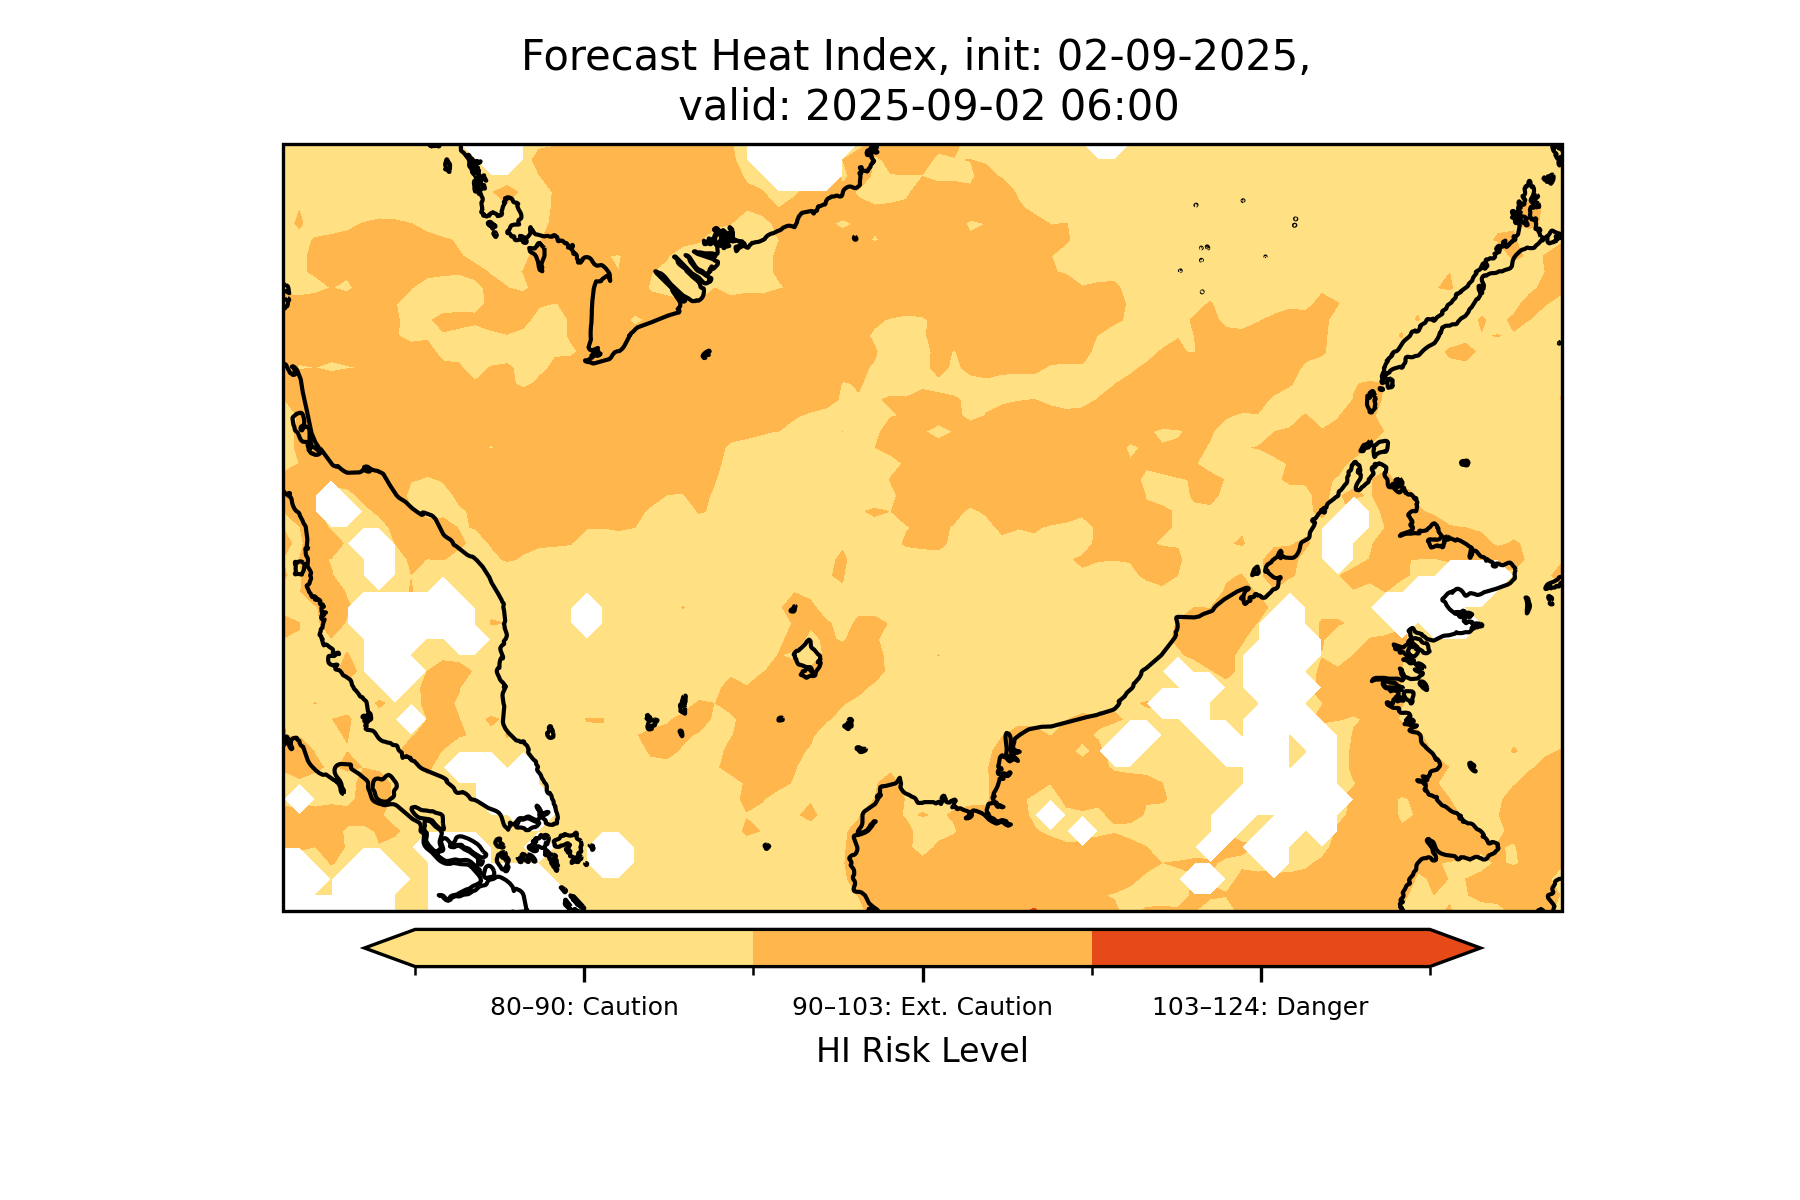 Forecast Heat Index, init: 02-09-2025,
valid: 2025-09-02 06:00
80–90: Caution
90–103: Ext. Caution
103–124: Danger
HI Risk Level